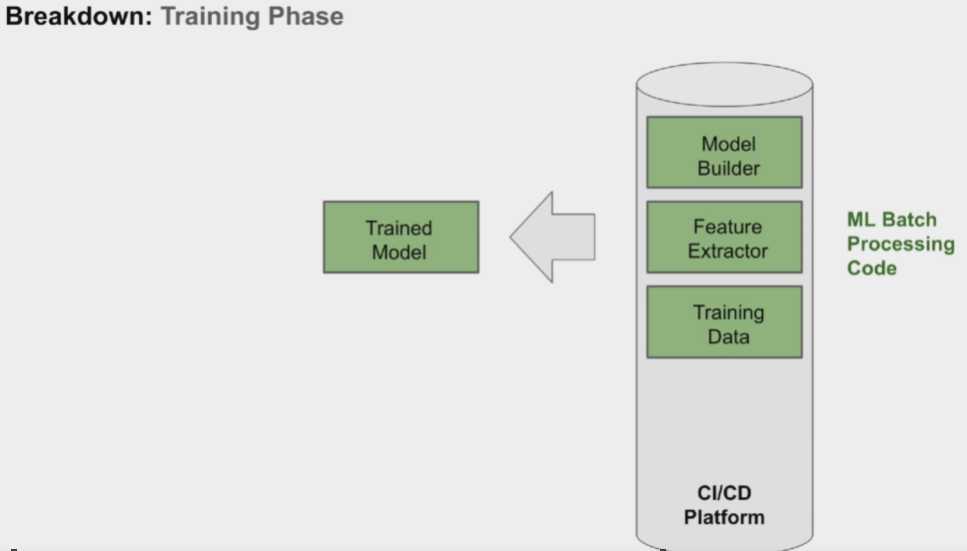 Breakdown: Training Phase
Model
Builder
Trained
Model
Feature
Extractor
ML Batch
Processing
Code
Training
Data
CI/CD
Platform